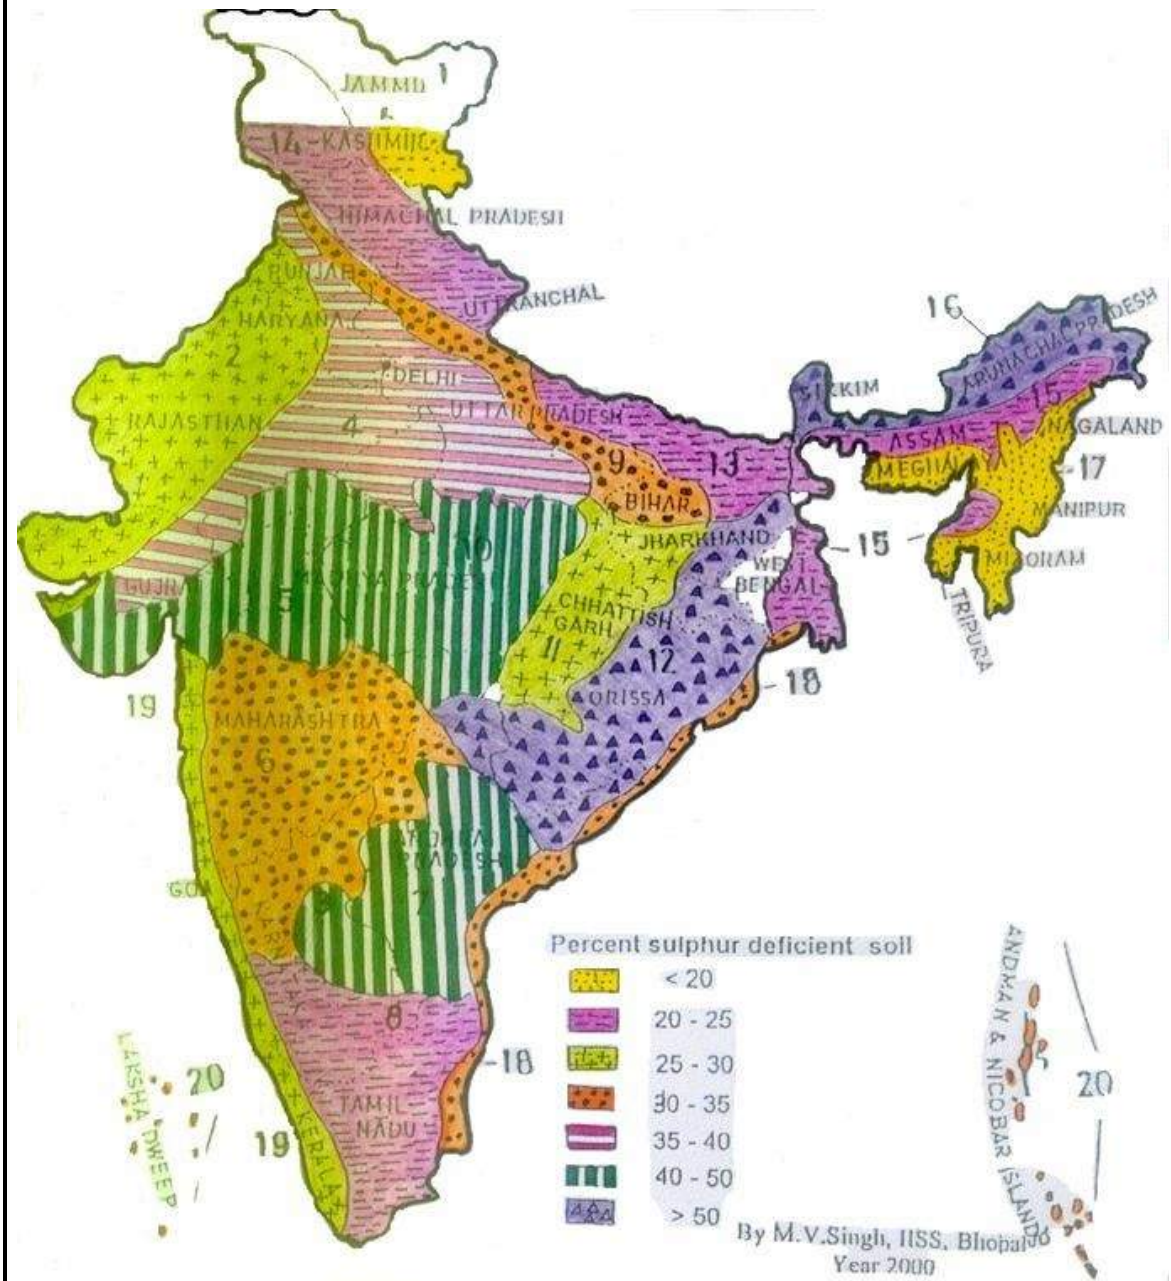 JAMMU 1
&
14 KASHMIR
HIMACHAL PRADESH
PUNJAB
UTTRANCHAL
HARYANA
2
16
ARUNACHAL PRADESH
DELHI
SIKKIM
15
RAJASTHAN
4
UTTAR PRADESH
ASSAM
NAGALAND
9
13
MEGHALAYA
17
BIHAR
MANIPUR
JHARKHAND
10
15
MIZORAM
WEST
BENGAL
GUJRAT
5
MADHYA PRADESH
CHHATTISH
GARH
TRIPURA
11
12
18
ORISSA
19
MAHARASHTRA
6
ANDHRA
PRADESH
GOA
7
KARNATAKA
Percent sulphur deficient soil
< 20
20 - 25
25 - 30
30 - 35
35 - 40
40 - 50
> 50
8
18
TAMIL
NADU
19
KERALA
20
LAKSHADWEEP
ANDMAN & NICOBAR ISLAND
20
By M.V.Singh, IISS, Bhopal
Year 2000